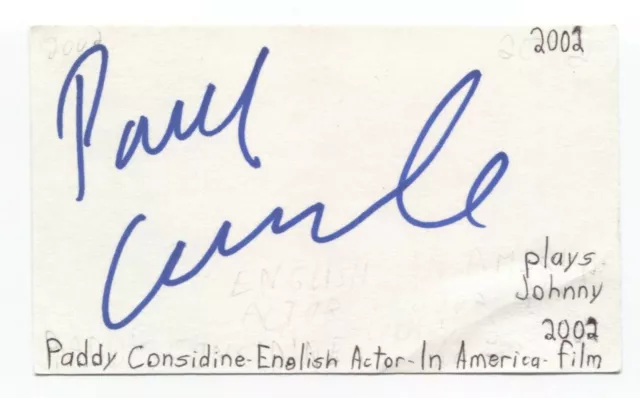 2002
Paul
plays
Johnny
2002
Paddy Considine-English Actor-In America-film